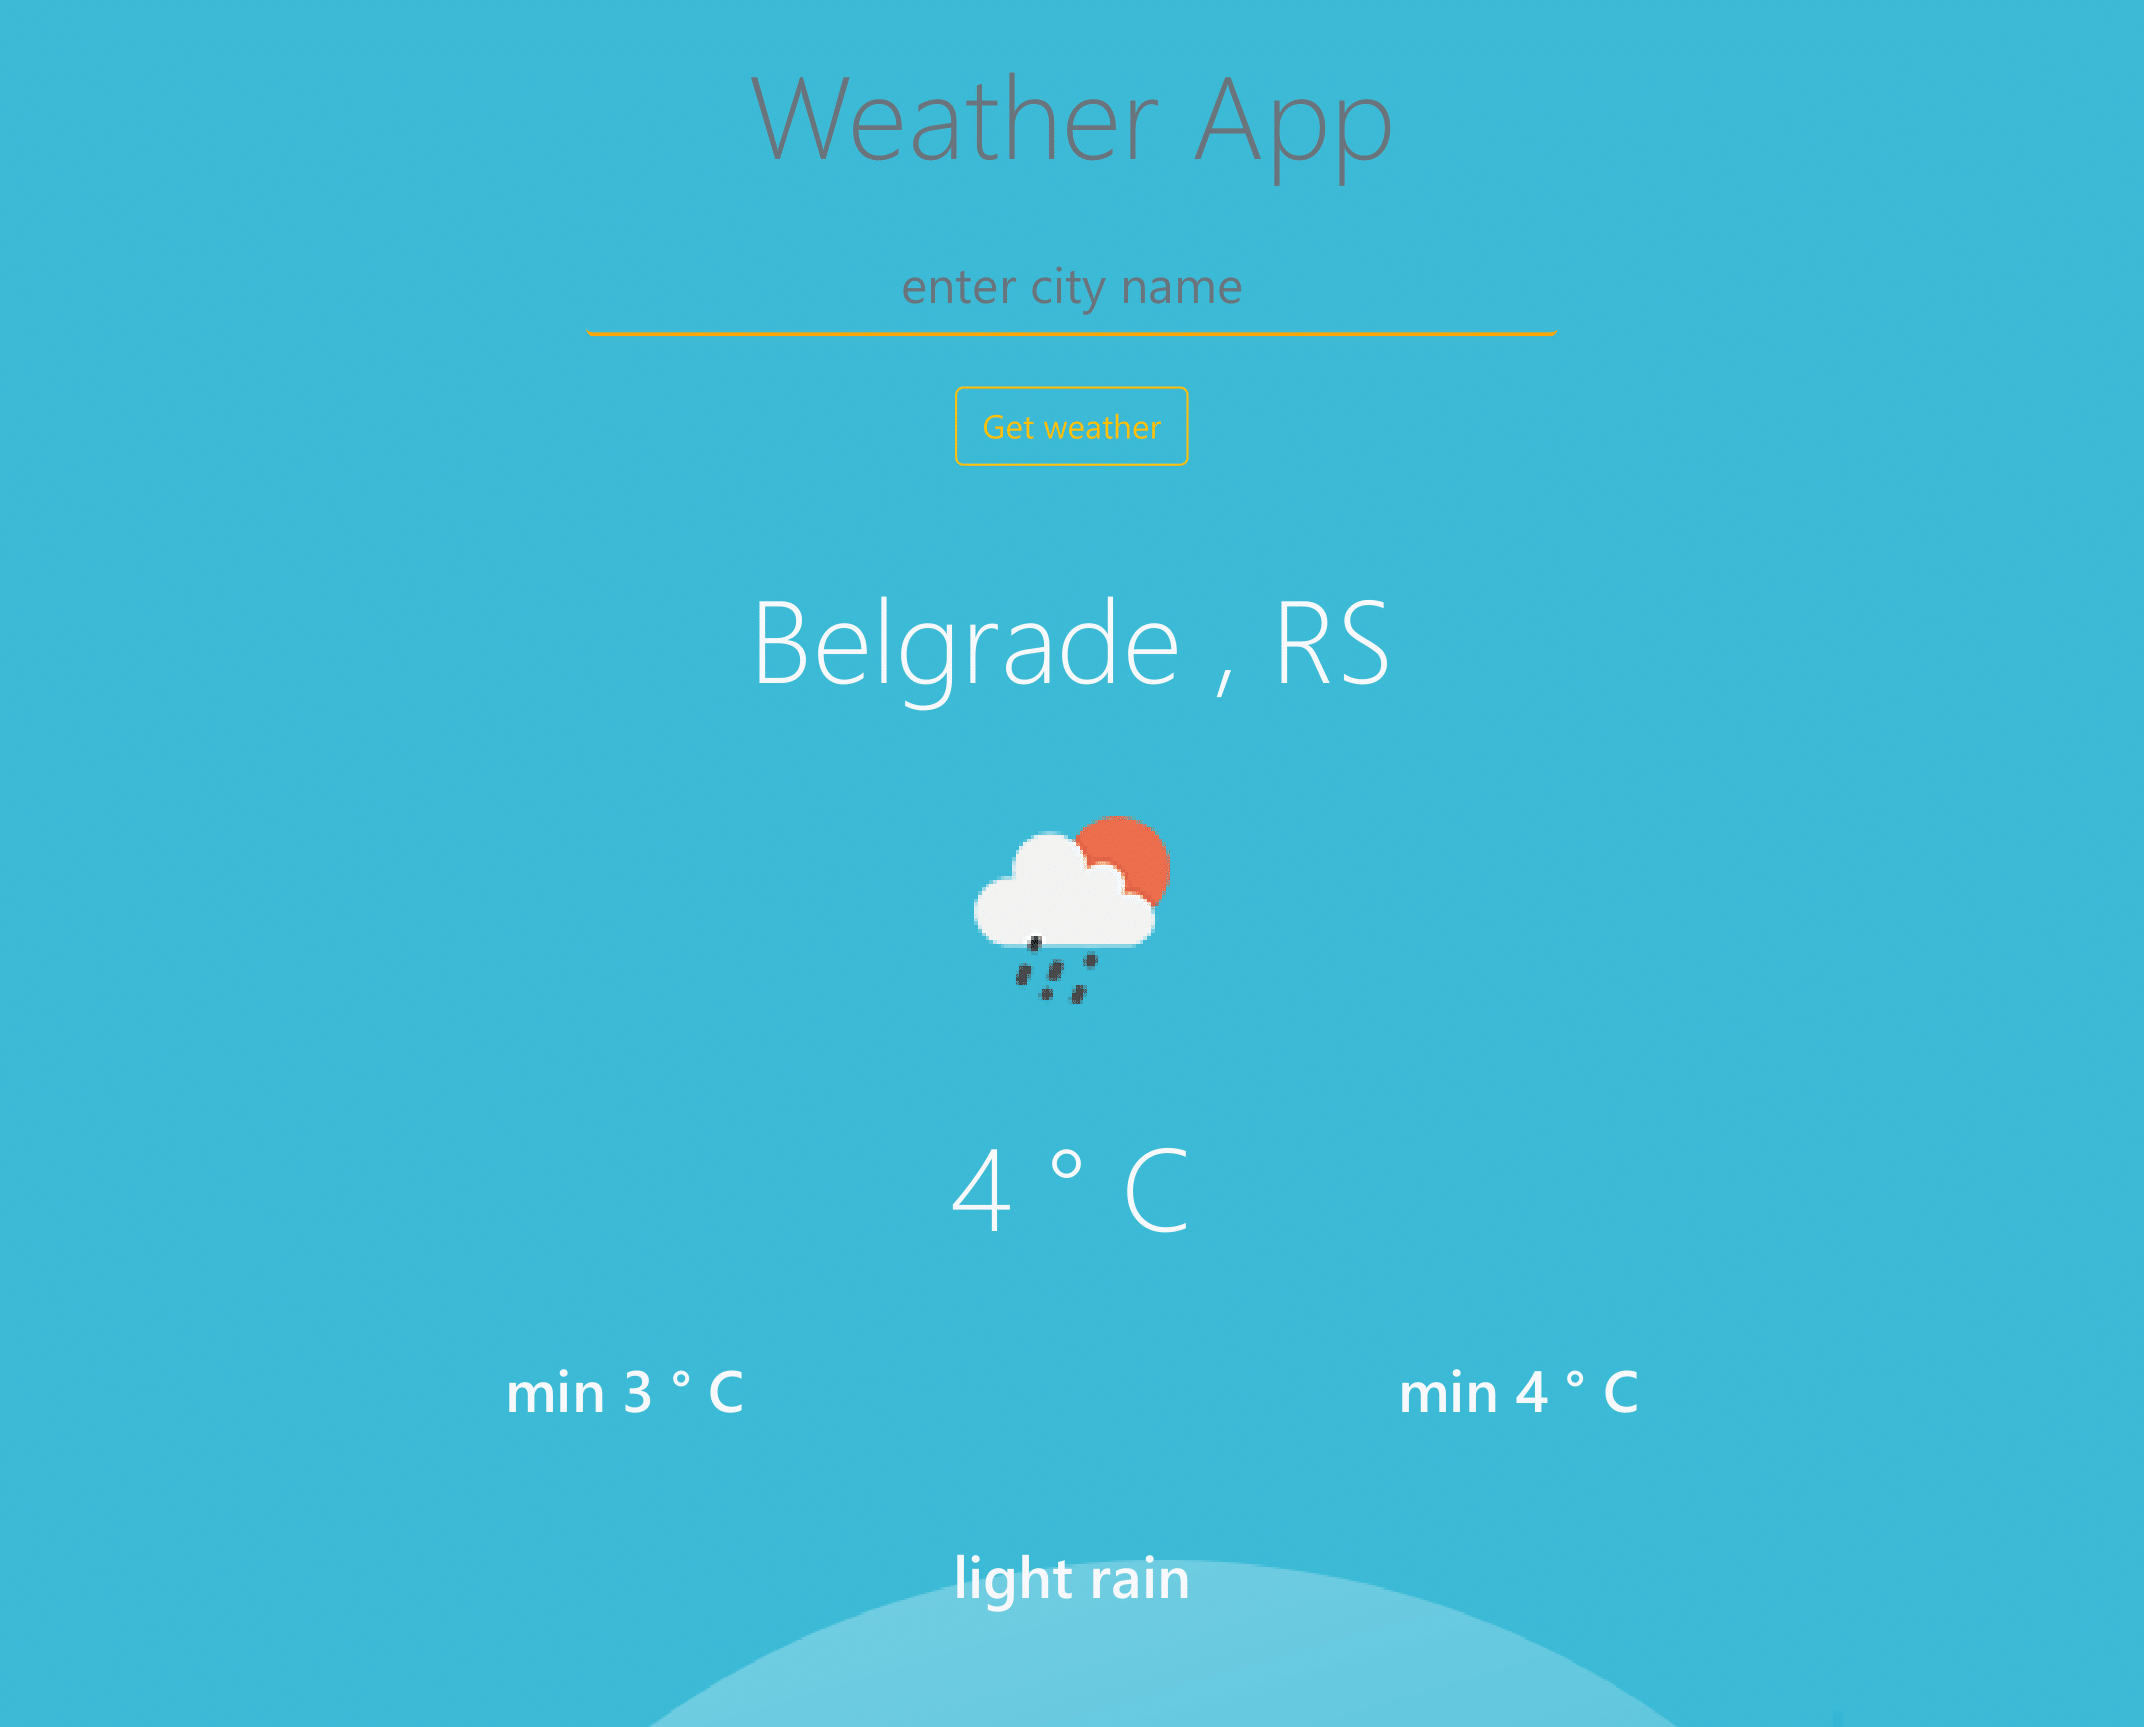 Weather App
enter city name
Get weather
Belgrade , RS
4 ° C
min 3 ° C
min 4 ° C
light rain